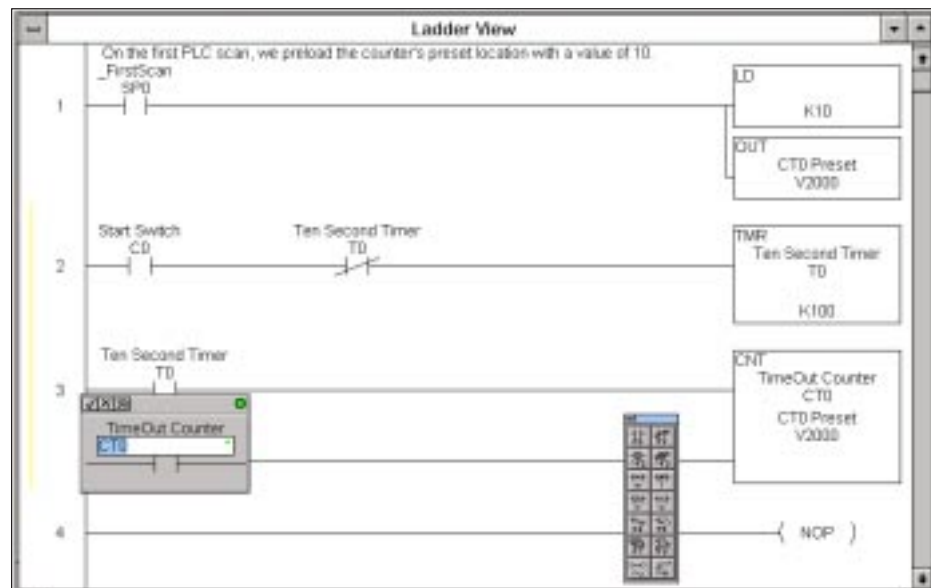 Ladder View
On the first PLC scan, we preload the counter's preset location with a value of 10.
_FirstScan
SP0
1
LD
K10
OUT
CT0 Preset
V2000
Start Switch
C0
Ten Second Timer
T0
2
TMR
Ten Second Timer
T0
K100
Ten Second Timer
T0
3
CNT
TimeOut Counter
CT0
CT0 Preset
V2000
TimeOut Counter
CT0
4
NOP